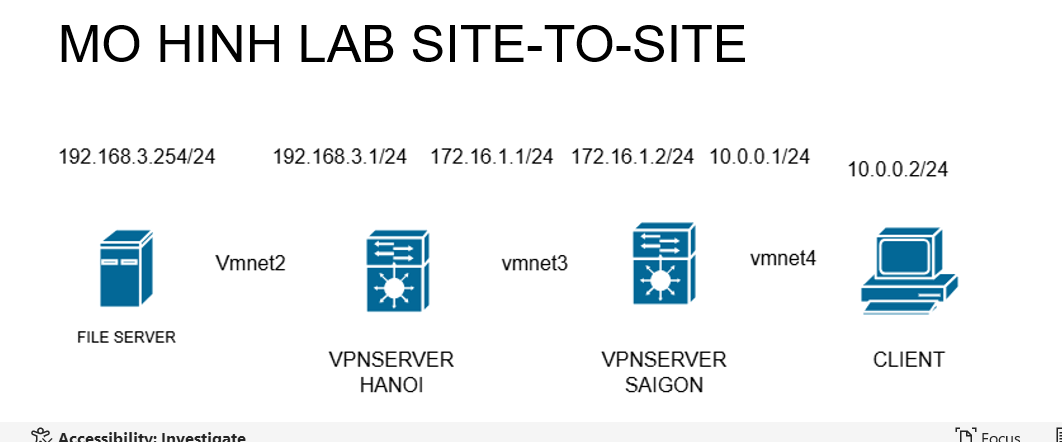 MO HINH LAB SITE-TO-SITE
192.168.3.254/24
192.168.3.1/24
172.16.1.1/24
172.16.1.2/24
10.0.0.1/24
10.0.0.2/24
Vmnet2
vmnet3
vmnet4
FILE SERVER
VPNSERVER
HANOI
VPNSERVER
SAIGON
CLIENT
Accessibility: Investigate
Focus